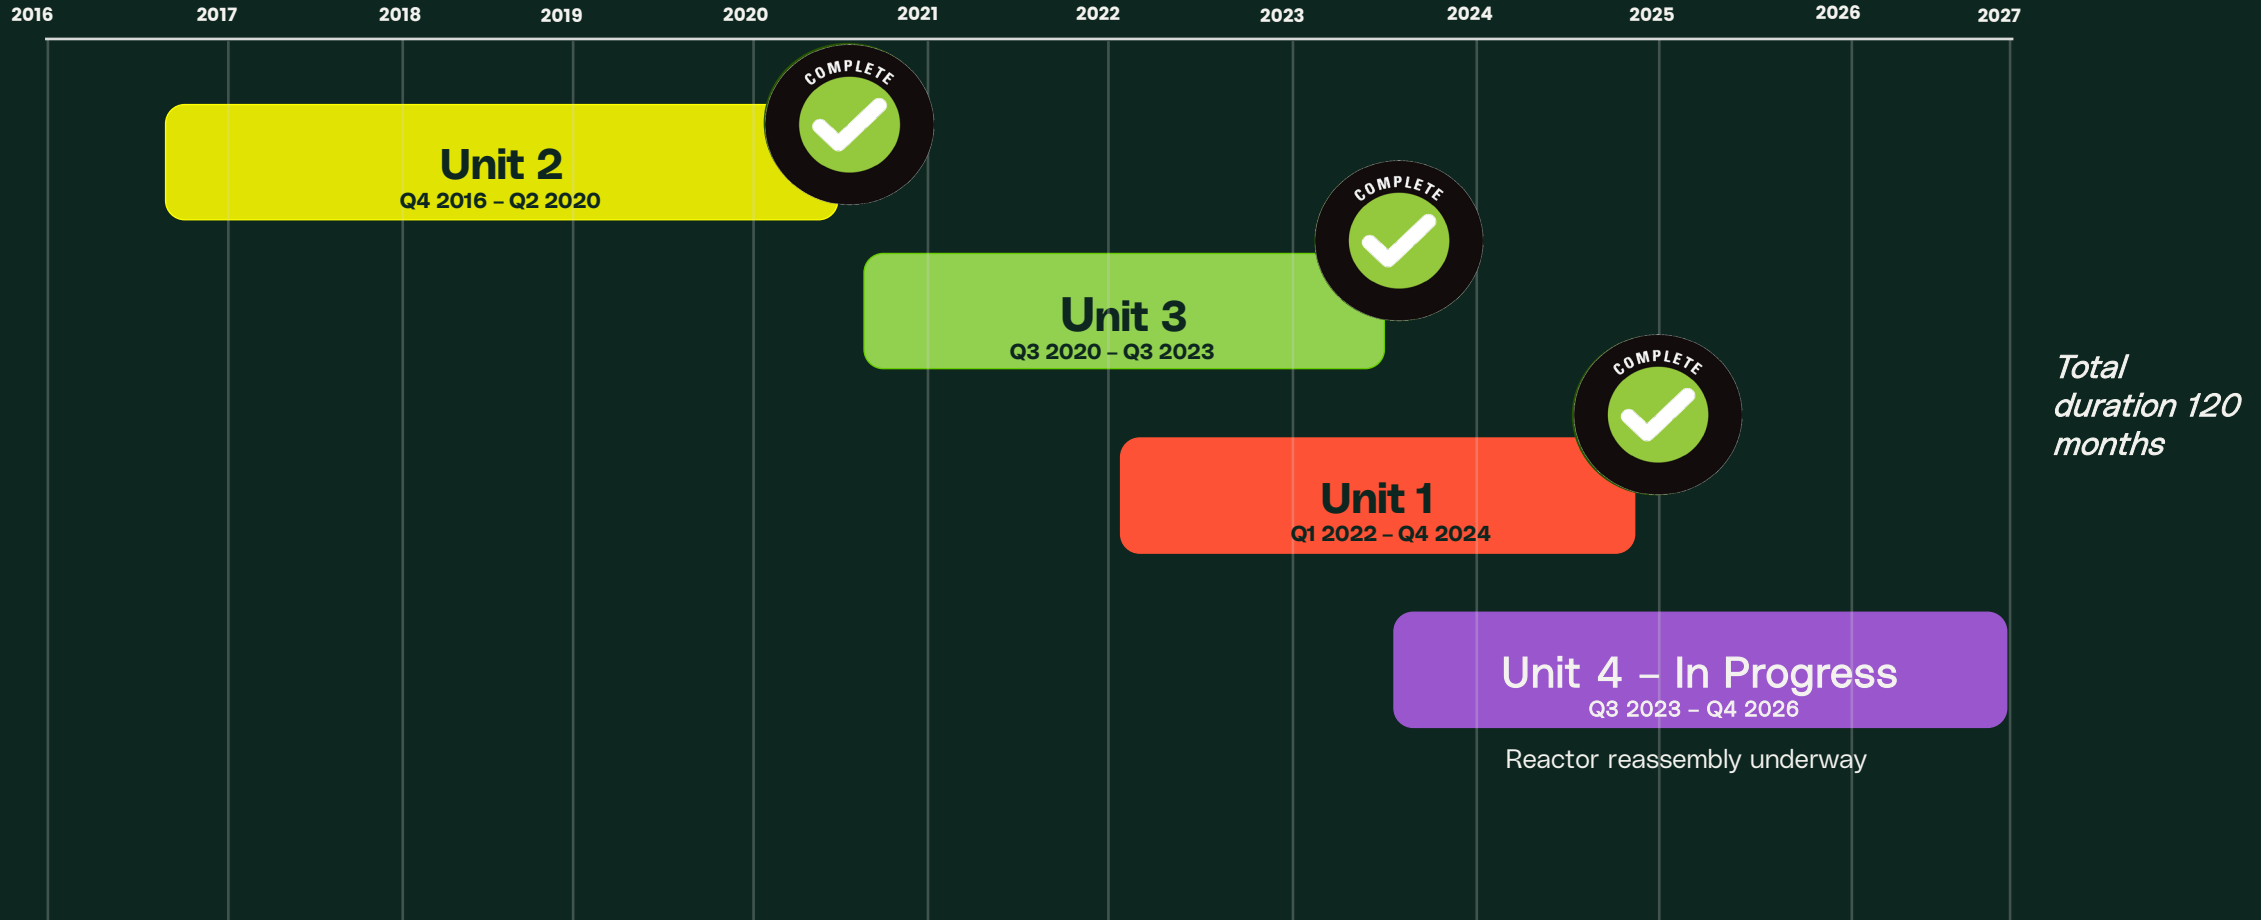 2016 2017 2018 2019 2020 2021 2022 2023 2024 2025 2026 2027
COMPLETE
Unit 2
Q4 2016 – Q2 2020
COMPLETE
Unit 3
Q3 2020 – Q3 2023
COMPLETE
Unit 1
Q1 2022 – Q4 2024
Total
duration 120
months
Unit 4 – In Progress
Q3 2023 – Q4 2026
Reactor reassembly underway